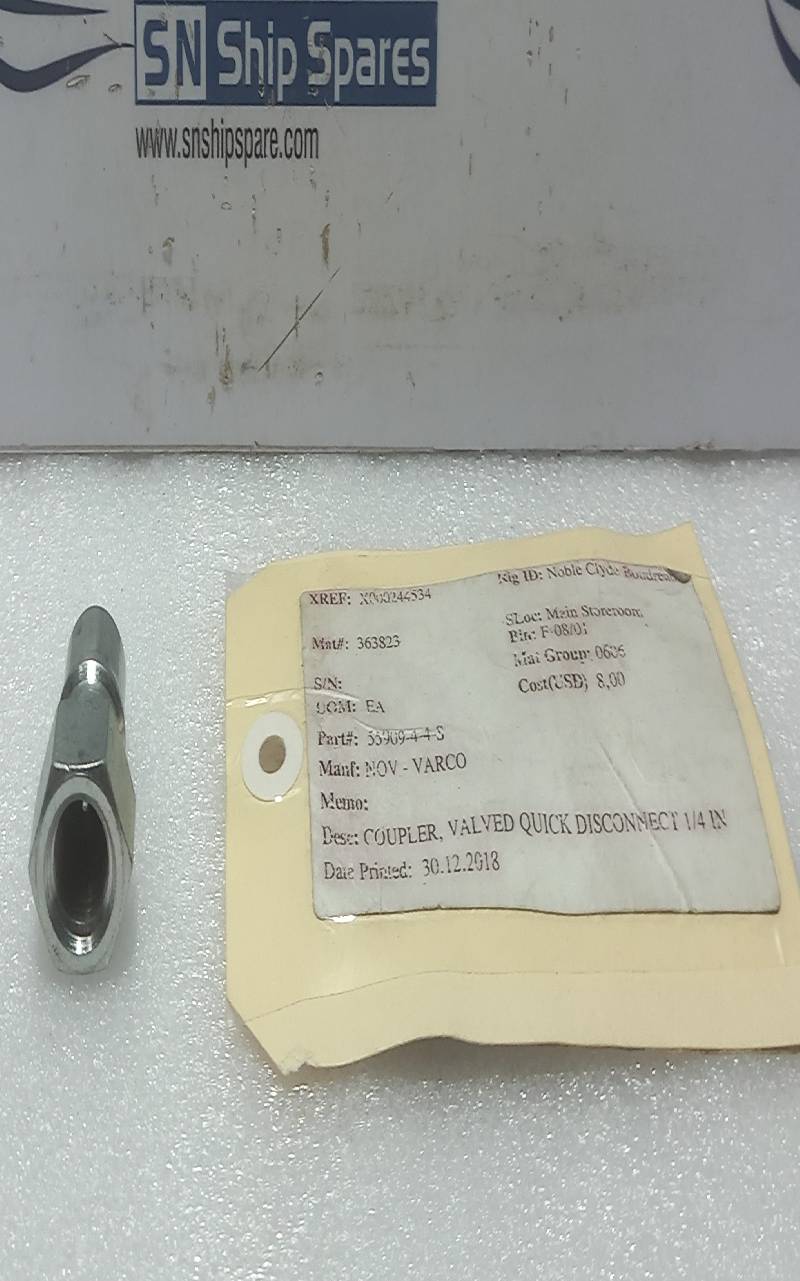 SN Ship Spares
www.snshipspare.com
XREF: X000244534
Rig ID: Noble Clyde Boudreaux
Mat#: 363823
SLoc: Main Storeroom
Bin: F-08/01
Mat Group: 0606
S/N:
Cost(USD) 8,00
UOM: EA
Part#: 55909-4-4-S
Manf: NOV - VARCO
Memo:
Desc: COUPLER, VALVED QUICK DISCONNECT 1/4 IN
Date Printed: 30.12.2018